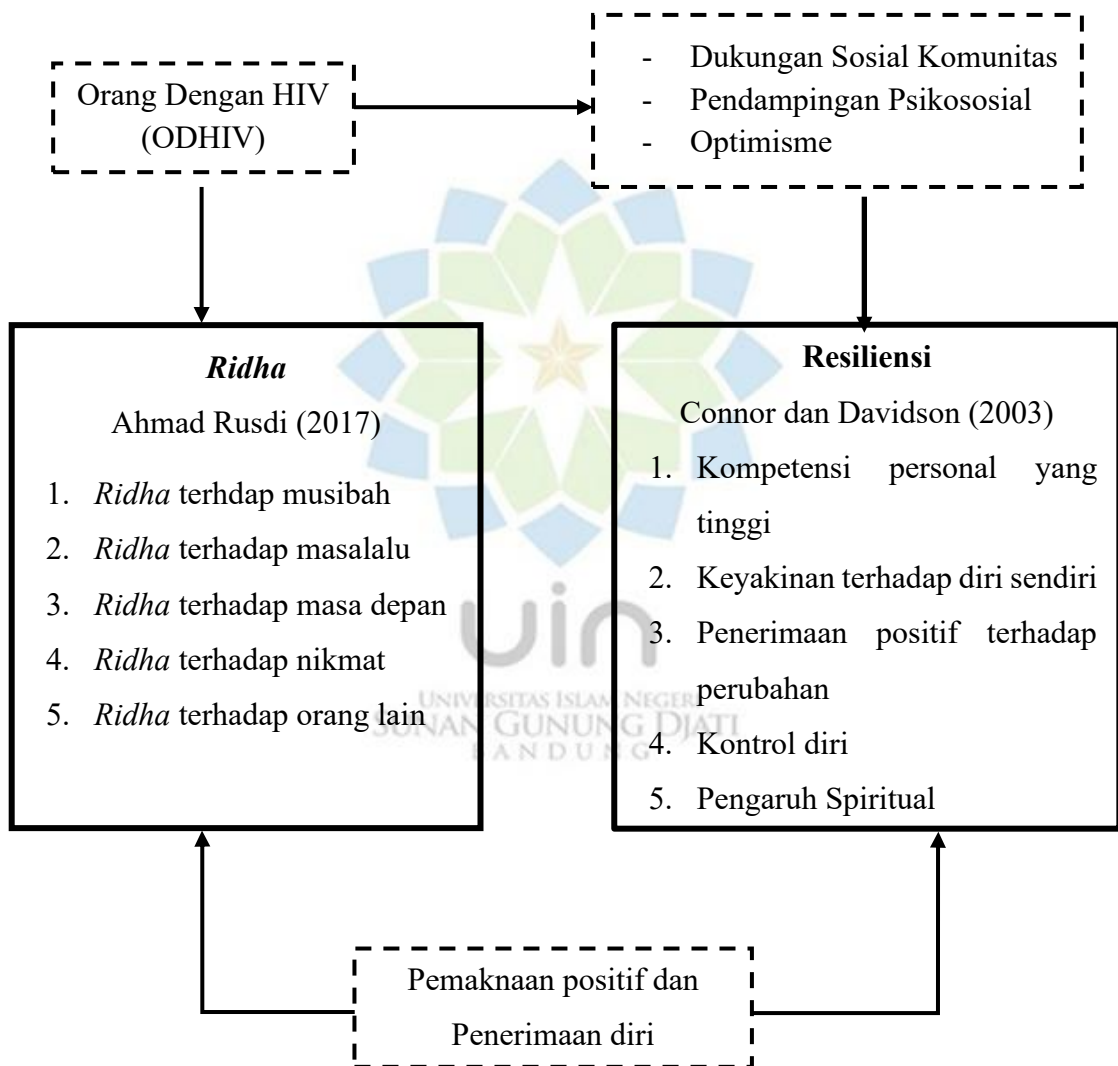 Orang Dengan HIV
(ODHIV)
- Dukungan Sosial Komunitas
- Pendampingan Psikososial
- Optimisme
Ridha
Ahmad Rusdi (2017)
1. Ridha terhdap musibah
2. Ridha terhadap masalalu
3. Ridha terhadap masa depan
4. Ridha terhadap nikmat
5. Ridha terhadap orang lain
Resiliensi
Connor dan Davidson (2003)
1. Kompetensi personal yang
tinggi
2. Keyakinan terhadap diri sendiri
3. Penerimaan positif terhadap
perubahan
4. Kontrol diri
5. Pengaruh Spiritual
uin
UNIVERSITAS ISLAM NEGERI
SUNAN GUNUNG DJATI
BANDUNG
Pemaknaan positif dan
Penerimaan diri